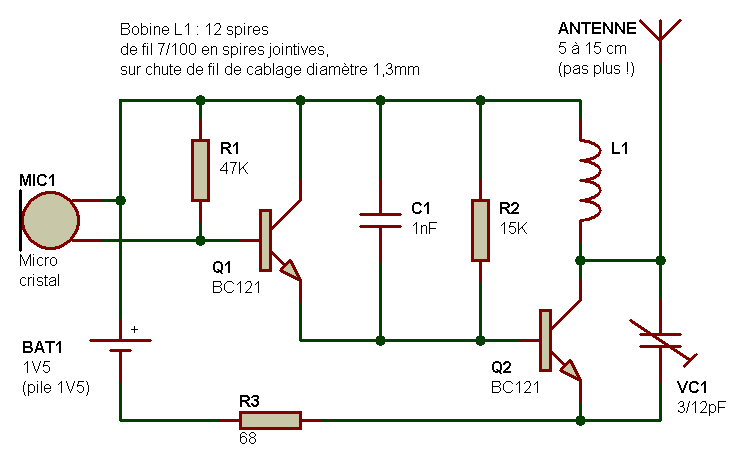 Bobine L1 : 12 spires
de fil 7/100 en spires jointives,
sur chute de fil de cablage diamètre 1,3mm
ANTENNE
5 à 15 cm
(pas plus !)
R1
47K
L1
MIC1
C1
1nF
R2
15K
Micro
cristal
Q1
BC121
+
BAT1
1V5
(pile 1V5)
Q2
BC121
VC1
3/12pF
R3
68